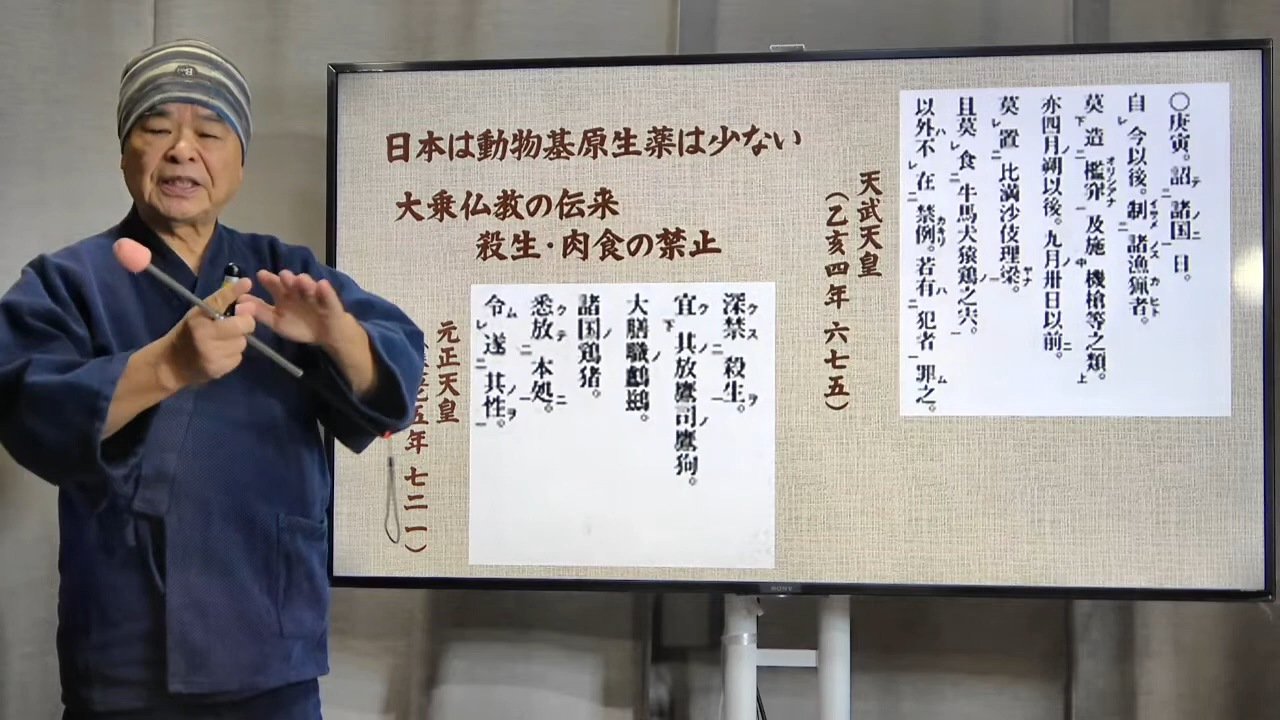 日本は動物基原生薬は少ない
大乗仏教の伝来
殺生・肉食の禁止
〇庚寅。詔諸国曰。
自今以後。制諸漁猟者。
莫造檻穽及施機槍等之類。
亦四月朔以後。九月卅日以前。
莫置比満沙伎理梁。
且莫食牛馬犬猿鶏之宍。
以外不在禁例。若有犯者罪之。
天武天皇
（乙亥四年 六七五）
深禁殺生。
宜其放鷹司鷹狗。
大膳職鸕鷀。
諸国鶏猪。
悉放本処。
令遂其性。
元正天皇
五年 七二一）
SONY